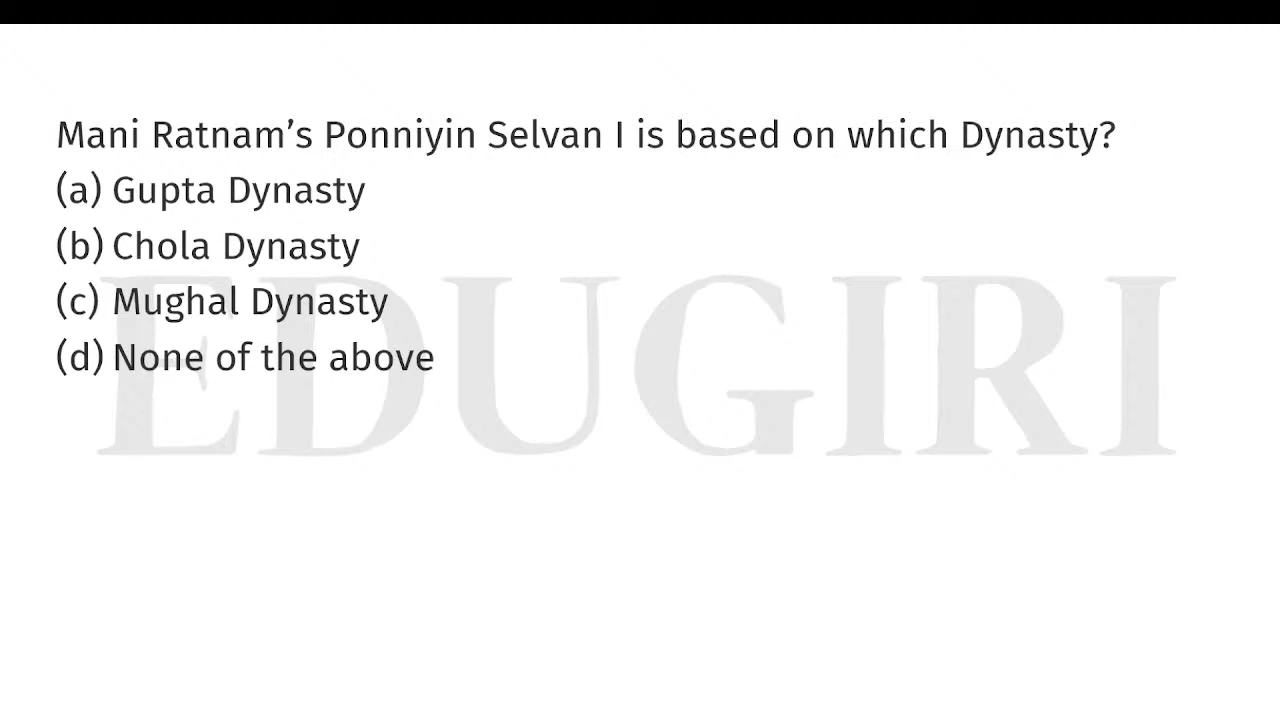 Mani Ratnam’s Ponniyin Selvan I is based on which Dynasty?
(a) Gupta Dynasty
(b) Chola Dynasty
(c) Mughal Dynasty
(d) None of the above
EDUGIRI